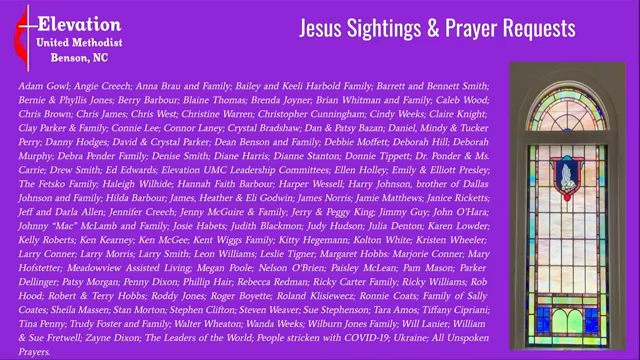 Elevation
United Methodist
Benson, NC
Jesus Sightings & Prayer Requests
Adam Gowl; Angie Creech; Anna Brau and Family; Bailey and Keeli Harbold Family; Barrett and Bennett Smith;
Bernie & Phyllis Jones; Berry Barbour; Blaine Thomas; Brenda Joyner; Brian Whitman and Family; Caleb Wood;
Chris Brown; Chris James; Chris West; Christine Warren; Christopher Cunningham; Cindy Weeks; Claire Knight;
Clay Parker & Family; Connie Lee; Connor Laney; Crystal Bradshaw; Dan & Patsy Bazan; Daniel, Mindy & Tucker
Perry; Danny Hodges; David & Crystal Parker; Dean Benson and Family; Debbie Moffett; Deborah Hill; Deborah
Murphy; Debra Pender Family; Denise Smith; Diane Harris; Dianne Stanton; Donnie Tippett; Dr. Ponder & Ms.
Carrie; Drew Smith; Ed Edwards; Elevation UMC Leadership Committees; Ellen Holley; Emily & Elliott Presley;
The Fetsko Family; Haleigh Wilhide; Hannah Faith Barbour; Harper Wessell; Harry Johnson, brother of Dallas
Johnson and Family; Hilda Barbour; James, Heather & Eli Godwin; James Norris; Jamie Matthews; Janice Ricketts;
Jeff and Darla Allen; Jennifer Creech; Jenny McGuire & Family; Jerry & Peggy King; Jimmy Guy; John O'Hara;
Johnny "Mac" McLamb and Family; Josie Habets; Judith Blackmon; Judy Hudson; Julia Denton; Karen Lowder;
Kelly Roberts; Ken Kearney; Ken McGee; Kent Wiggs Family; Kitty Hegemann; Kolton White; Kristen Wheeler;
Larry Conner; Larry Morris; Larry Smith; Leon Williams; Leslie Tigner; Margaret Hobbs; Marjorie Conner; Mary
Hofstetter; Meadowview Assisted Living; Megan Poole; Nelson O'Brien; Paisley McLean; Pam Mason; Parker
Dellinger; Patsy Morgan; Penny Dixon; Phillip Hair; Rebecca Redman; Ricky Carter Family; Ricky Williams; Rob
Hood; Robert & Terry Hobbs; Roddy Jones; Roger Boyette; Roland Klisiewecz; Ronnie Coats; Family of Sally
Coates; Sheila Massen; Stan Morton; Stephen Clifton; Steven Weaver; Sue Stephenson; Tara Amos; Tiffany Cipriani;
Tina Penny; Trudy Foster and Family; Walter Wheaton; Wanda Weeks; Wilburn Jones Family; Will Lanier; William
& Sue Fretwell; Zayne Dixon; The Leaders of the World; People stricken with COVID-19; Ukraine; All Unspoken
Prayers.